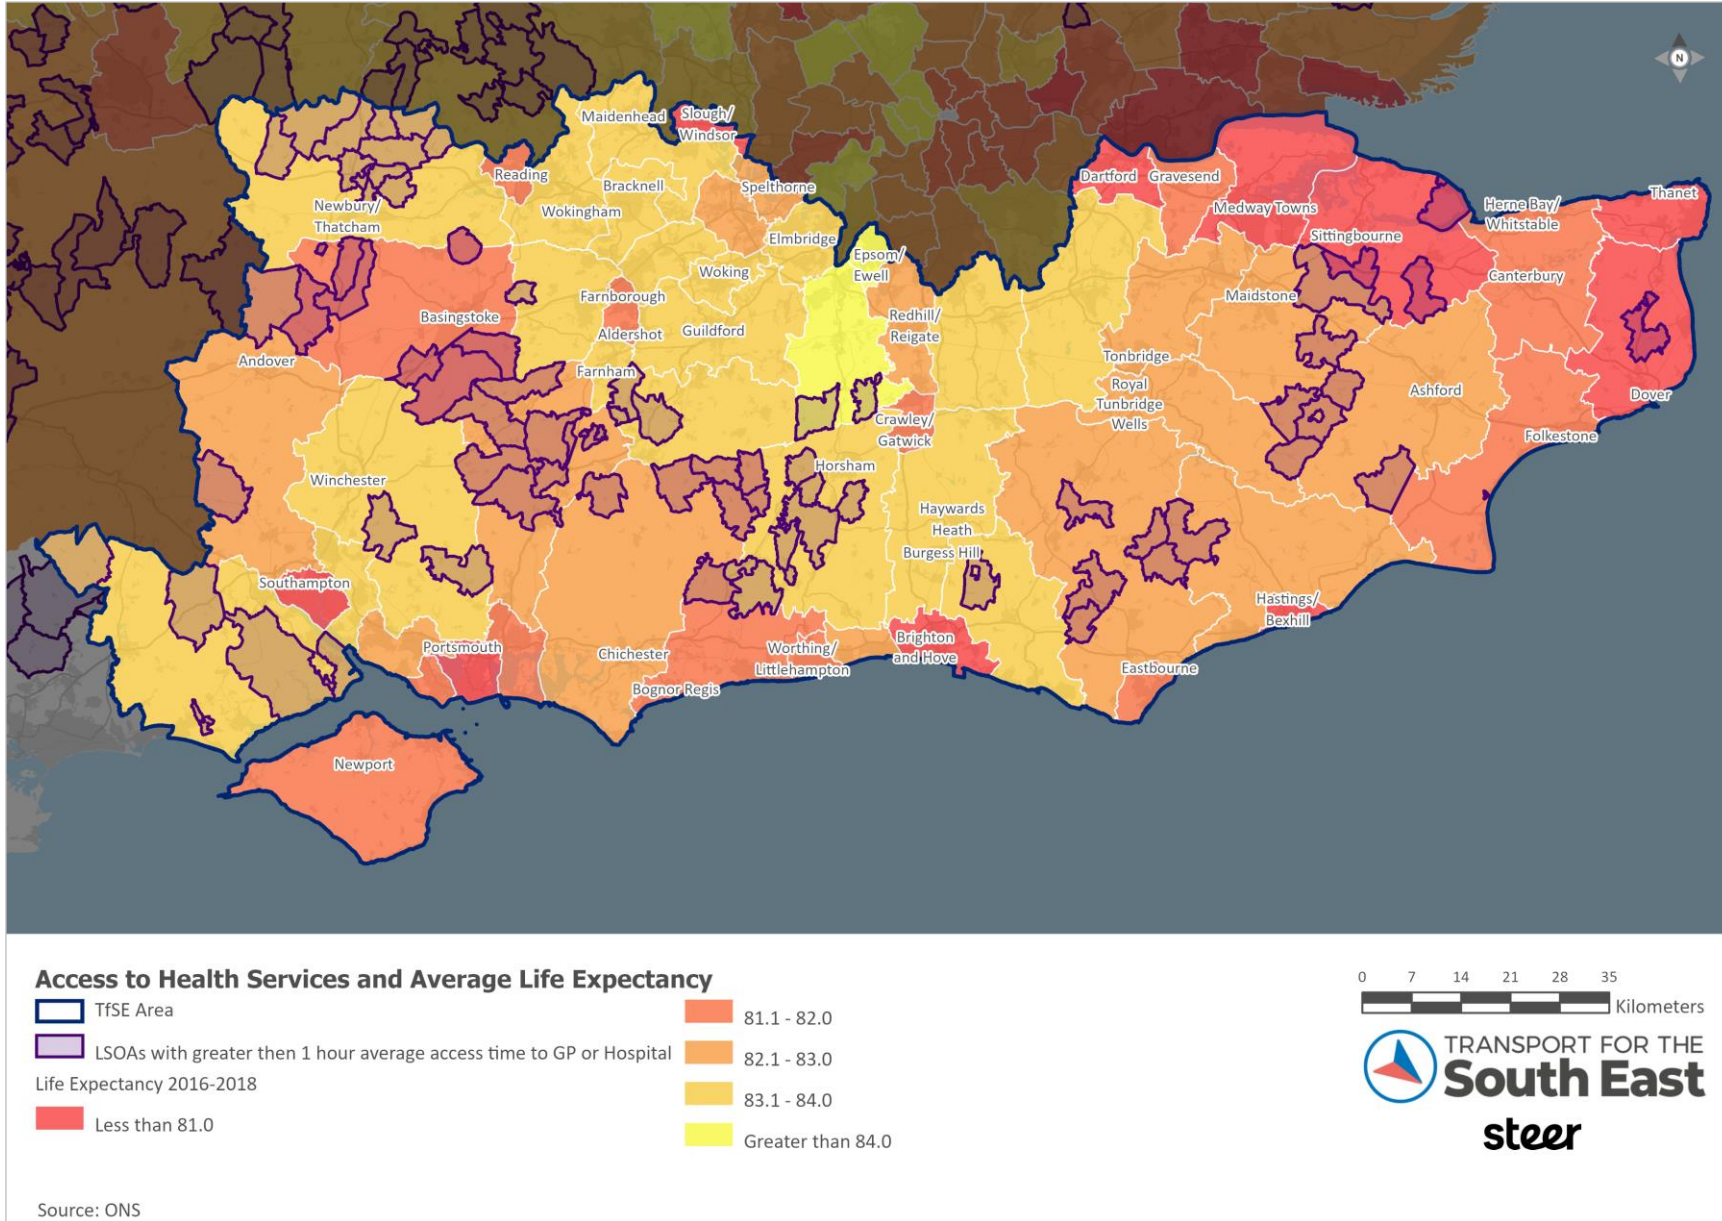 N
Maidenhead
Slough/
Windsor
Reading
Bracknell
Spelthorne
Dartford
Gravesend
Thanet
Newbury/
Thatcham
Wokingham
Elmbridge
Medway Towns
Herne Bay/
Whitstable
Sittingbourne
Epsom/
Ewell
Woking
Canterbury
Farnborough
Maidstone
Basingstoke
Aldershot
Guildford
Redhill/
Reigate
Andover
Farnham
Tonbridge
Royal
Tunbridge
Wells
Ashford
Dover
Crawley/
Gatwick
Folkestone
Winchester
Horsham
Haywards
Heath
Burgess Hill
Southampton
Hastings/
Bexhill
Portsmouth
Chichester
Worthing/
Littlehampton
Brighton
and Hove
Eastbourne
Bognor Regis
Newport
Access to Health Services and Average Life Expectancy
TfSE Area
LSOAs with greater then 1 hour average access time to GP or Hospital
Life Expectancy 2016-2018
Less than 81.0
81.1 - 82.0
82.1 - 83.0
83.1 - 84.0
Greater than 84.0
0 7 14 21 28 35
Kilometers
TRANSPORT FOR THE
South East
steer
Source: ONS